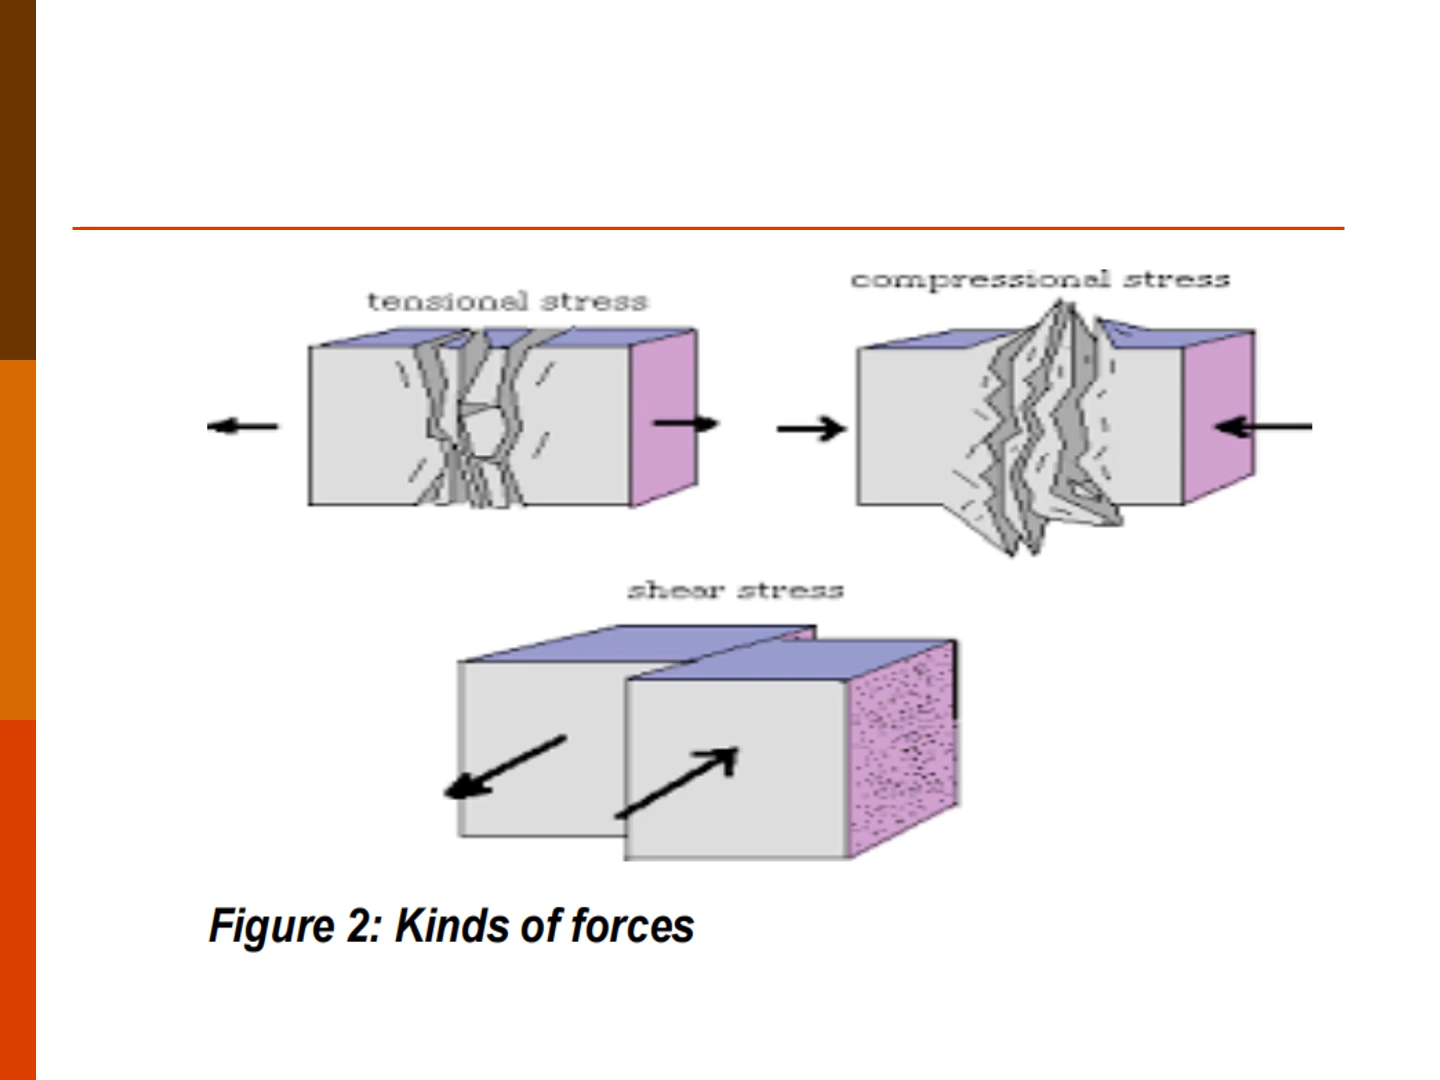 tensional stress
compressional stress
shear stress
Figure 2: Kinds of forces